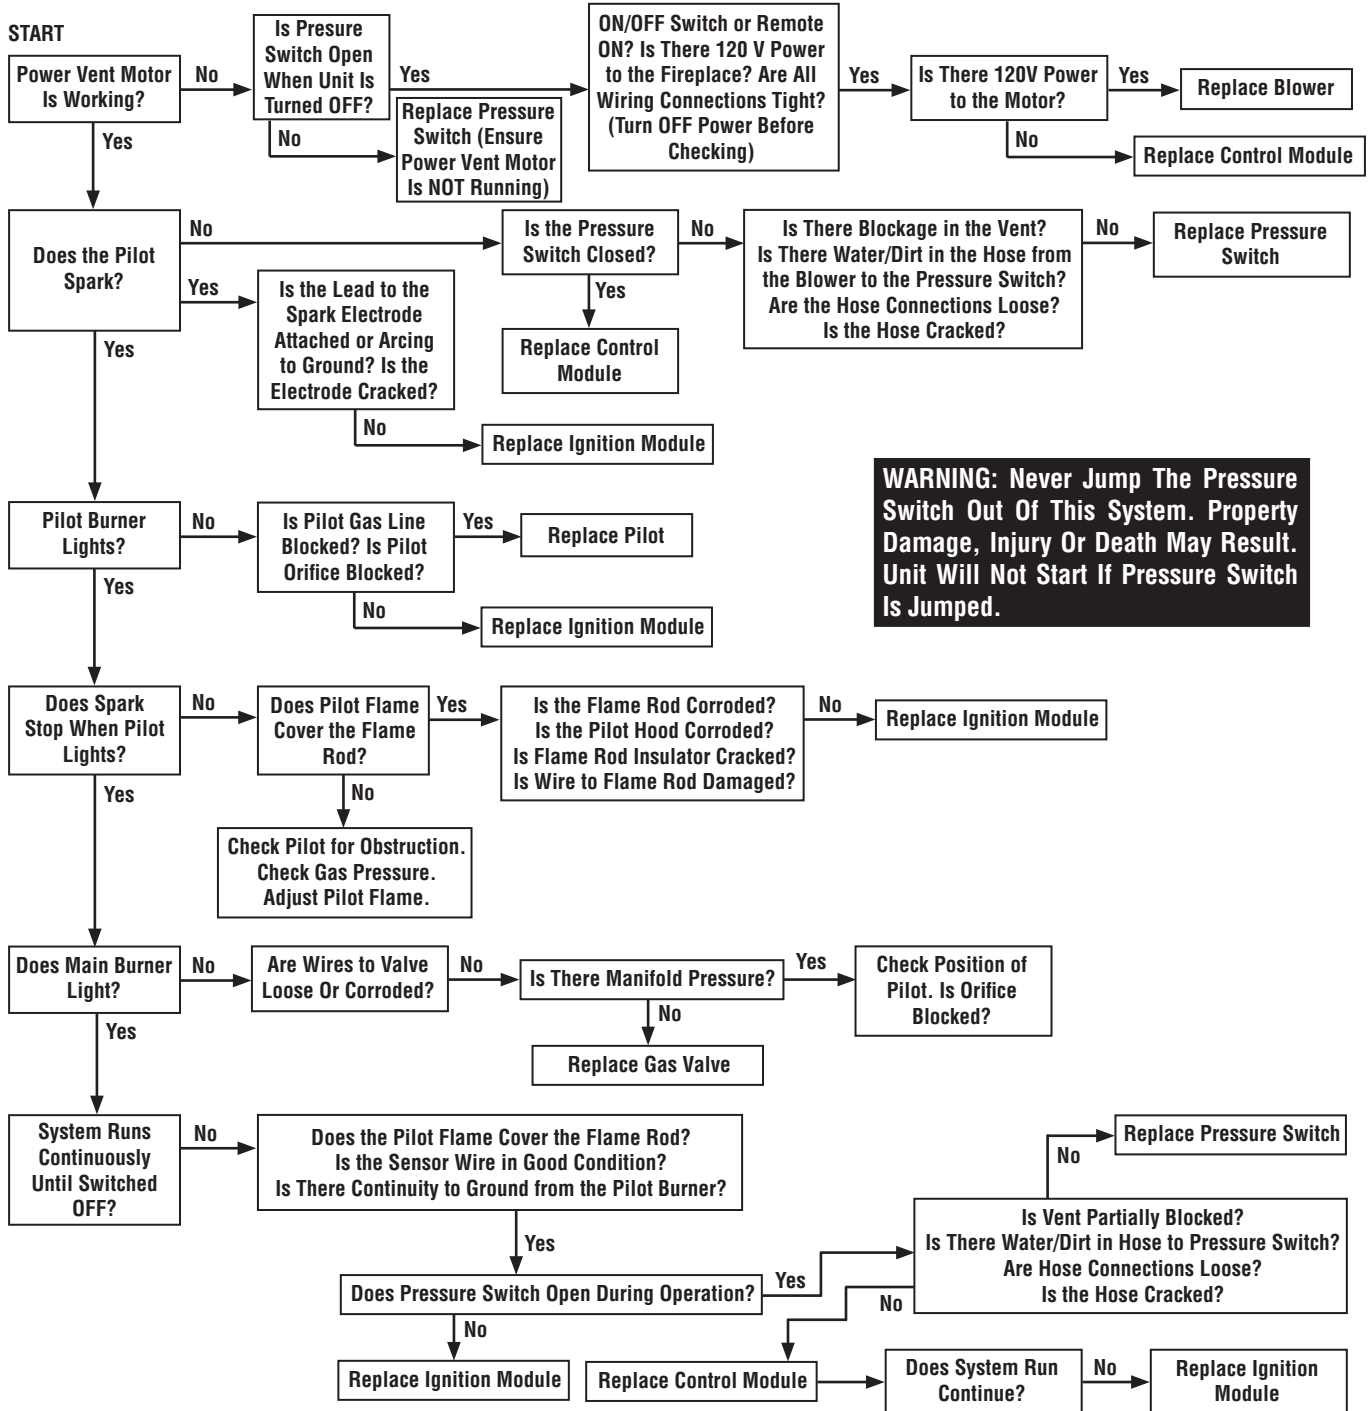 START
Power Vent Motor
Is Working?
No
Is Presure
Switch Open
When Unit Is
Turned OFF?
Yes
No
Replace Pressure
Switch (Ensure
Power Vent Motor
Is NOT Running)
ON/OFF Switch or Remote
ON? Is There 120 V Power
to the Fireplace? Are All
Wiring Connections Tight?
(Turn OFF Power Before
Checking)
Yes
Is There 120V Power
to the Motor?
Yes
Replace Blower
No
Replace Control Module
Yes
Does the Pilot
Spark?
No
Is the Pressure
Switch Closed?
No
Is There Blockage in the Vent?
Is There Water/Dirt in the Hose from
the Blower to the Pressure Switch?
Are the Hose Connections Loose?
Is the Hose Cracked?
No
Replace Pressure
Switch
Yes
Replace Control
Module
Yes
Is the Lead to the
Spark Electrode
Attached or Arcing
to Ground? Is the
Electrode Cracked?
No
Replace Ignition Module
Yes
WARNING: Never Jump The Pressure
Switch Out Of This System. Property
Damage, Injury Or Death May Result.
Unit Will Not Start If Pressure Switch
Is Jumped.
Pilot Burner
Lights?
No
Is Pilot Gas Line
Blocked? Is Pilot
Orifice Blocked?
Yes
Replace Pilot
No
Replace Ignition Module
Yes
Does Spark
Stop When Pilot
Lights?
No
Does Pilot Flame
Cover the Flame
Rod?
Yes
Is the Flame Rod Corroded?
Is the Pilot Hood Corroded?
Is Flame Rod Insulator Cracked?
Is Wire to Flame Rod Damaged?
No
Replace Ignition Module
No
Check Pilot for Obstruction.
Check Gas Pressure.
Adjust Pilot Flame.
Yes
Does Main Burner
Light?
No
Are Wires to Valve
Loose Or Corroded?
No
Is There Manifold Pressure?
Yes
Check Position of
Pilot. Is Orifice
Blocked?
No
Replace Gas Valve
Yes
System Runs
Continuously
Until Switched
OFF?
No
Does the Pilot Flame Cover the Flame Rod?
Is the Sensor Wire in Good Condition?
Is There Continuity to Ground from the Pilot Burner?
Yes
Does Pressure Switch Open During Operation?
Yes
Is Vent Partially Blocked?
Is There Water/Dirt in Hose to Pressure Switch?
Are Hose Connections Loose?
Is the Hose Cracked?
No
Replace Pressure Switch
No
Replace Ignition Module
No
Replace Control Module
Does System Run
Continue?
No
Replace Ignition
Module